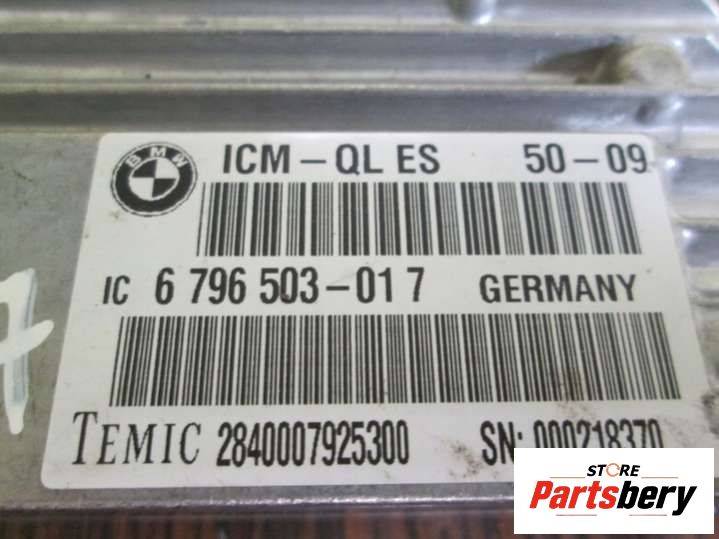 BMW
ICM-QL ES 50-09
IC 6 796 503-01 7 GERMANY
TEMIC 2840007925300 SN: 000218370
7
STORE
Partsbery